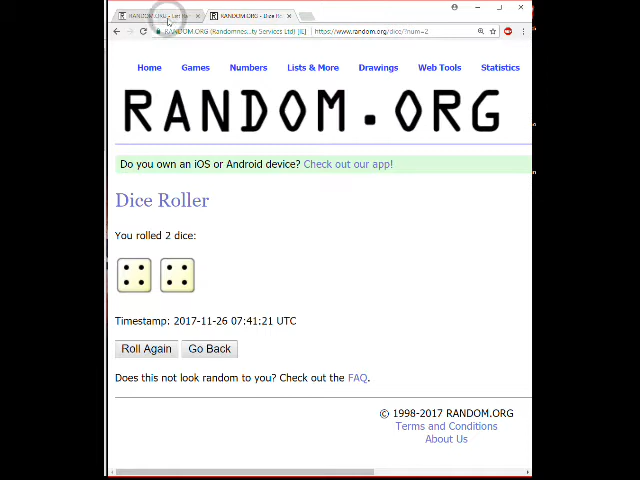 RANDOM.ORG - List Ran
RANDOM.ORG - Dice Ro
RANDOM.ORG (Randomnes...ty Services Ltd) [IE]
https://www.random.org/dice/?num=2
Home Games Numbers Lists & More Drawings Web Tools Statistics
RANDOM.ORG
Do you own an iOS or Android device? Check out our app!
Dice Roller
You rolled 2 dice:
Timestamp: 2017-11-26 07:41:21 UTC
Roll Again Go Back
Does this not look random to you? Check out the FAQ.
© 1998-2017 RANDOM.ORG
Terms and Conditions
About Us